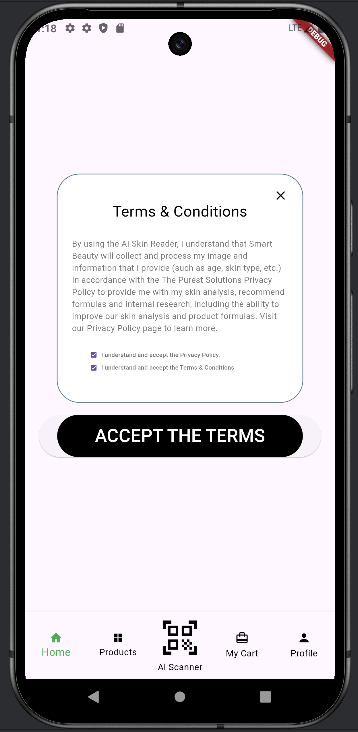 :18
LTE
DEBUG
Terms & Conditions
By using the AI Skin Reader, I understand that Smart
Beauty will collect and process my image and
information that I provide (such as age, skin type, etc.)
in accordance with the The Purest Solutions Privacy
Policy to provide me with my skin analysis, recommend
formulas and internal research, including the ability to
improve our skin analysis and product formulas. Visit
our Privacy Policy page to learn more.
I understand and accept the Privacy Policy.
I understand and accept the Terms & Conditions
ACCEPT THE TERMS
Home
Products
AI Scanner
My Cart
Profile